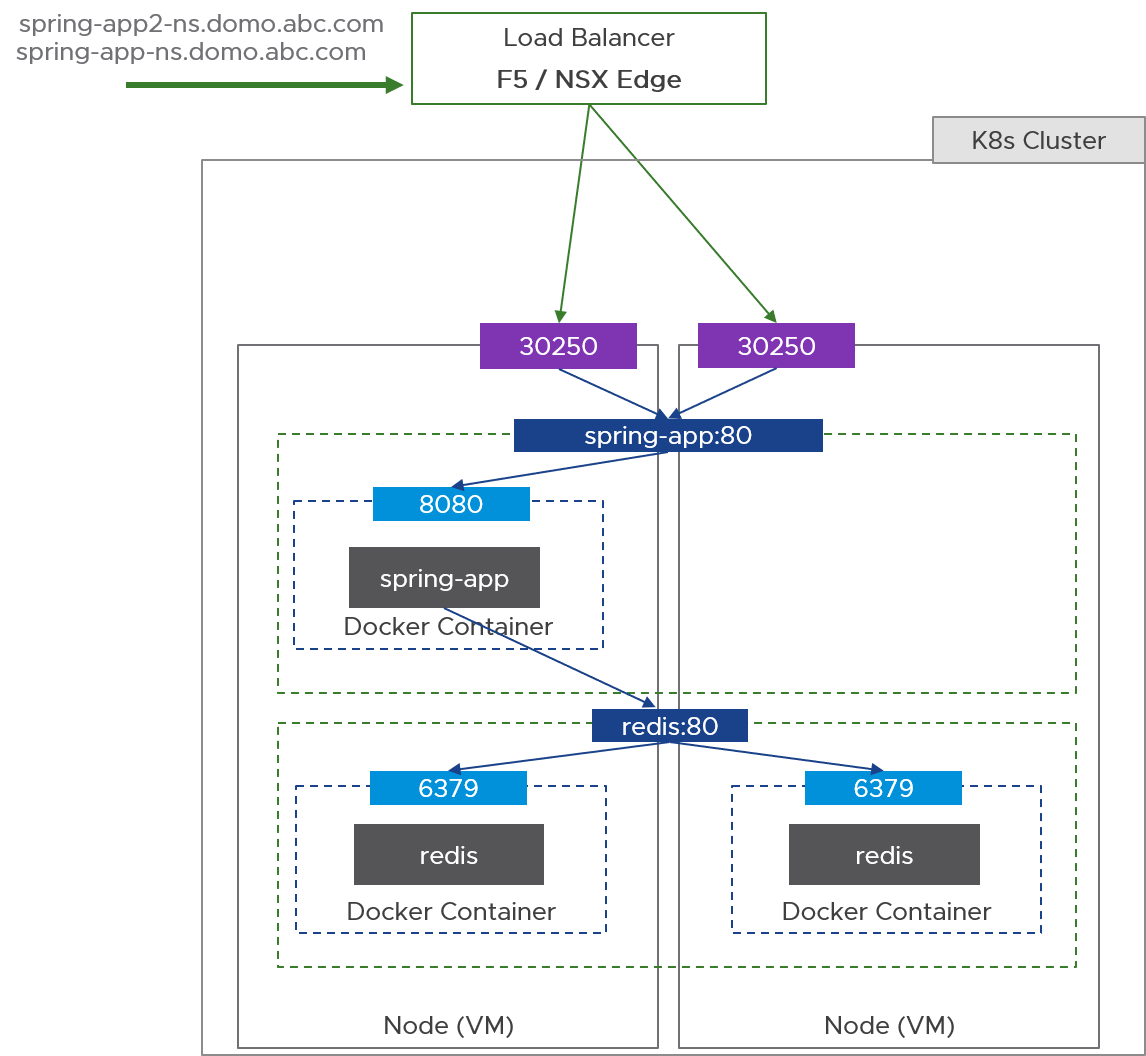 spring-app2-ns.domo.abc.com
spring-app-ns.domo.abc.com
Load Balancer
F5 / NSX Edge
K8s Cluster
30250
30250
spring-app:80
8080
spring-app
Docker Container
redis:80
6379
6379
redis
redis
Docker Container
Docker Container
Node (VM)
Node (VM)